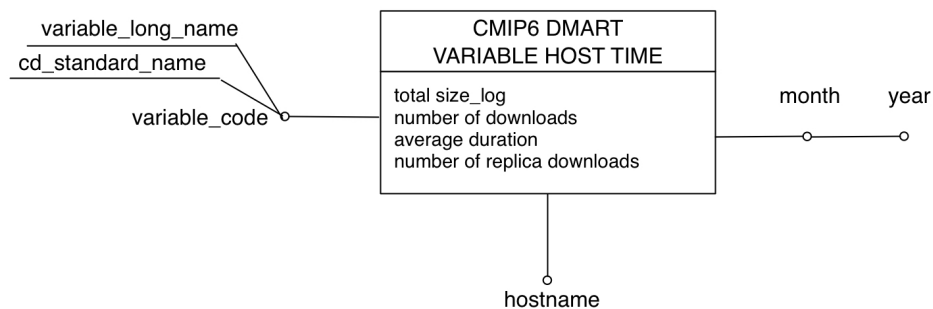 variable_long_name
cd_standard_name
variable_code
CMIP6 DMART
VARIABLE HOST TIME
total size_log
number of downloads
average duration
number of replica downloads
month
year
hostname